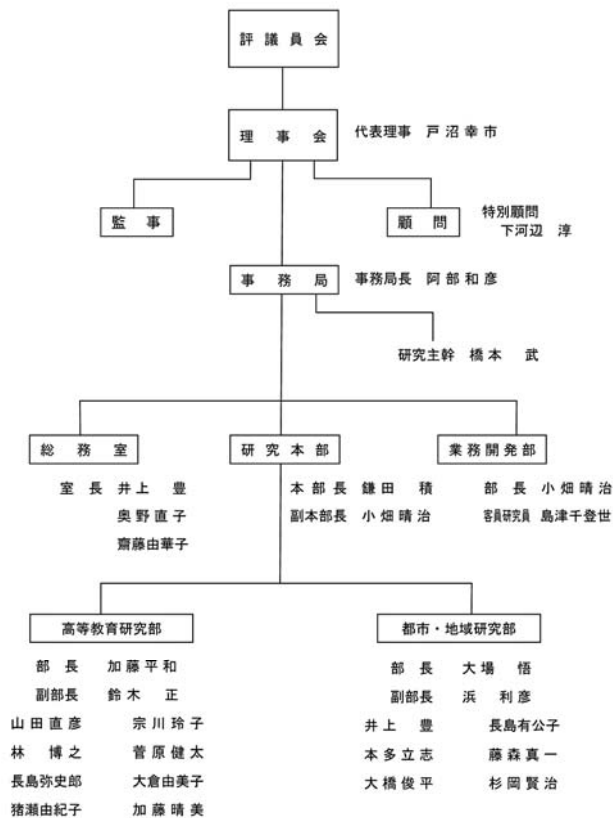 評議員会
理事会
代表理事 戸沼幸市
監事
顧問
特別顧問
下河辺 淳
事務局
事務局長 阿部和彦
研究主幹 橋本 武
総務室
研究本部
業務開発部
室長 井上 豊
奥野直子
齋藤由華子
本部長 鎌田 積
副本部長 小畑晴治
部長 小畑晴治
客員研究員 島津千登世
高等教育研究部
都市・地域研究部
部長 加藤平和
副部長 鈴木 正
山田直彦 宗川玲子
林 博之 菅原健太
長島弥史郎 大倉由美子
猪瀬由紀子 加藤晴美
部長 大場 悟
副部長 浜 利彦
井上 豊 長島有公子
本多立志 藤森真一
大橋俊平 杉岡賢治